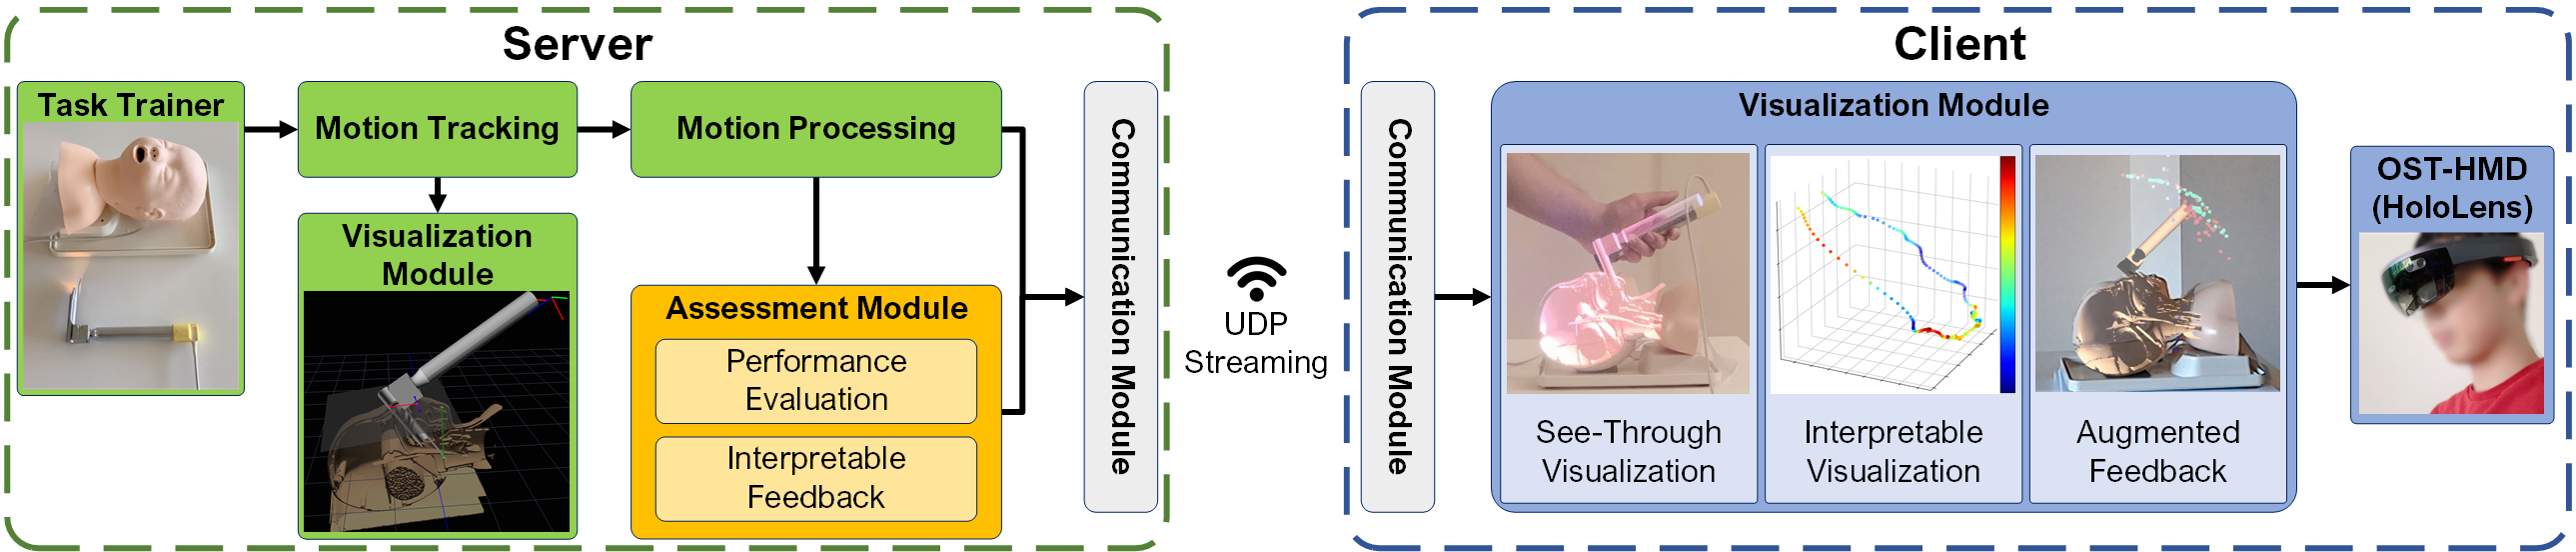 Server
Task Trainer
Motion Tracking
Visualization
Module
Motion Processing
Assessment Module
Performance
Evaluation
Interpretable
Feedback
Communication Module
UDP
Streaming
Client
Communication Module
Visualization Module
See-Through
Visualization
Interpretable
Visualization
Augmented
Feedback
OST-HMD
(HoloLens)